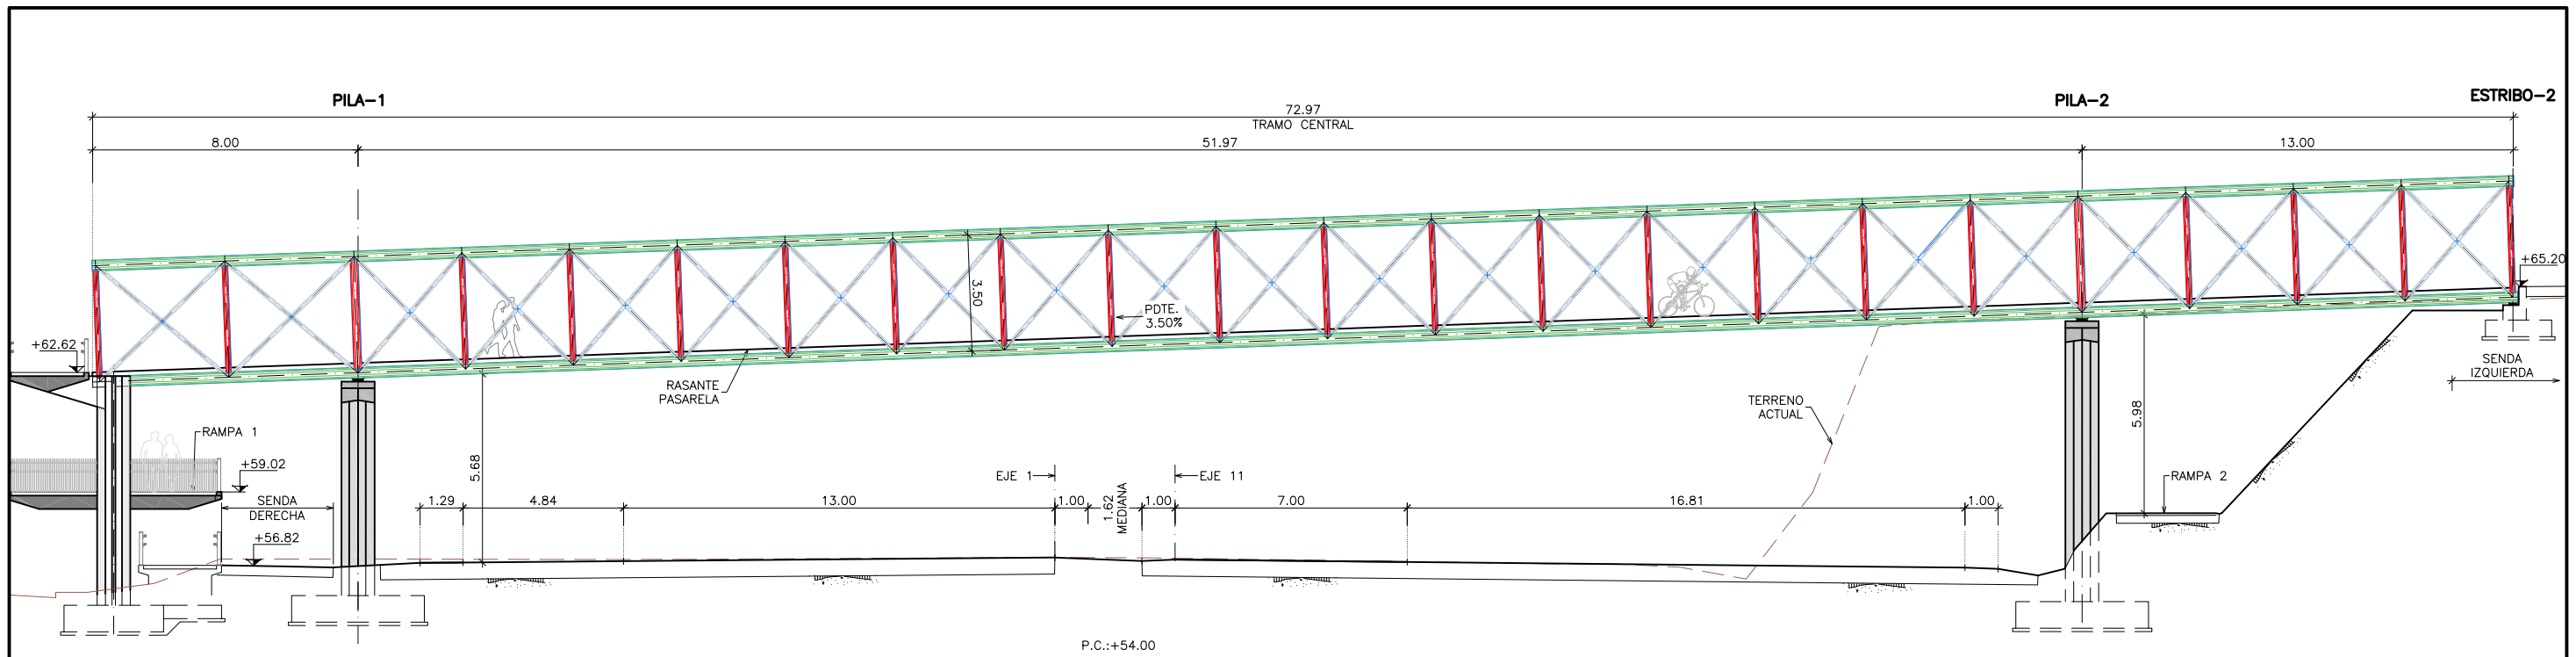 PILA-1
PILA-2
ESTRIBO-2
72.97
TRAMO CENTRAL
8.00
51.97
13.00
+65.20
3.50
PDTE.
3.50%
+62.62
RASANTE
PASARELA
SENDA
IZQUIERDA
TERRENO
ACTUAL
5.98
RAMPA 1
+59.02
5.68
EJE 1
EJE 11
RAMPA 2
SENDA
DERECHA
1.29
4.84
13.00
1.00
1.62
MEDIANA
1.00
7.00
16.81
1.00
+56.82
P.C.:+54.00